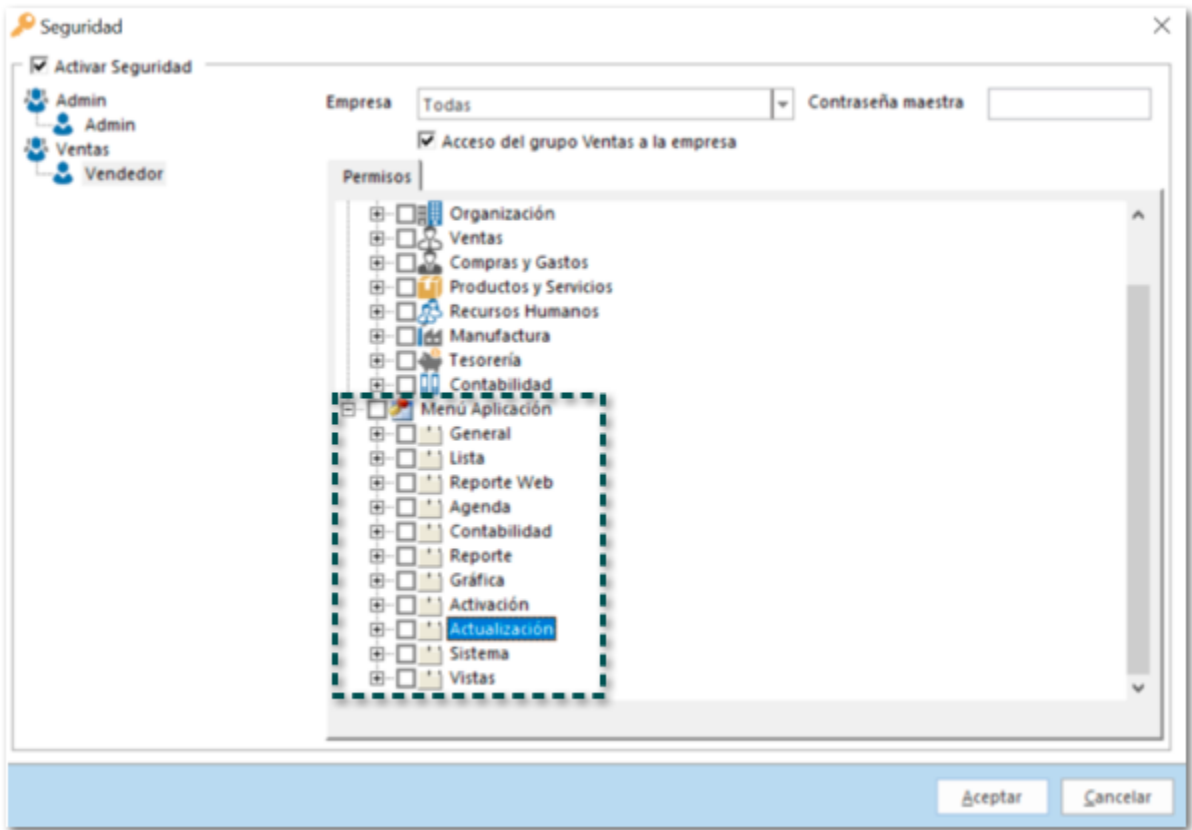 Seguridad
Activar Seguridad
Admin
Admin
Ventas
Vendedor
Empresa Todas Contraseña maestra
Acceso del grupo Ventas a la empresa
Permisos
Organización
Ventas
Compras y Gastos
Productos y Servicios
Recursos Humanos
Manufactura
Tesorería
Contabilidad
Menú Aplicación
General
Lista
Reporte Web
Agenda
Contabilidad
Reporte
Gráfica
Activación
Actualización
Sistema
Vistas
Aceptar Cancelar